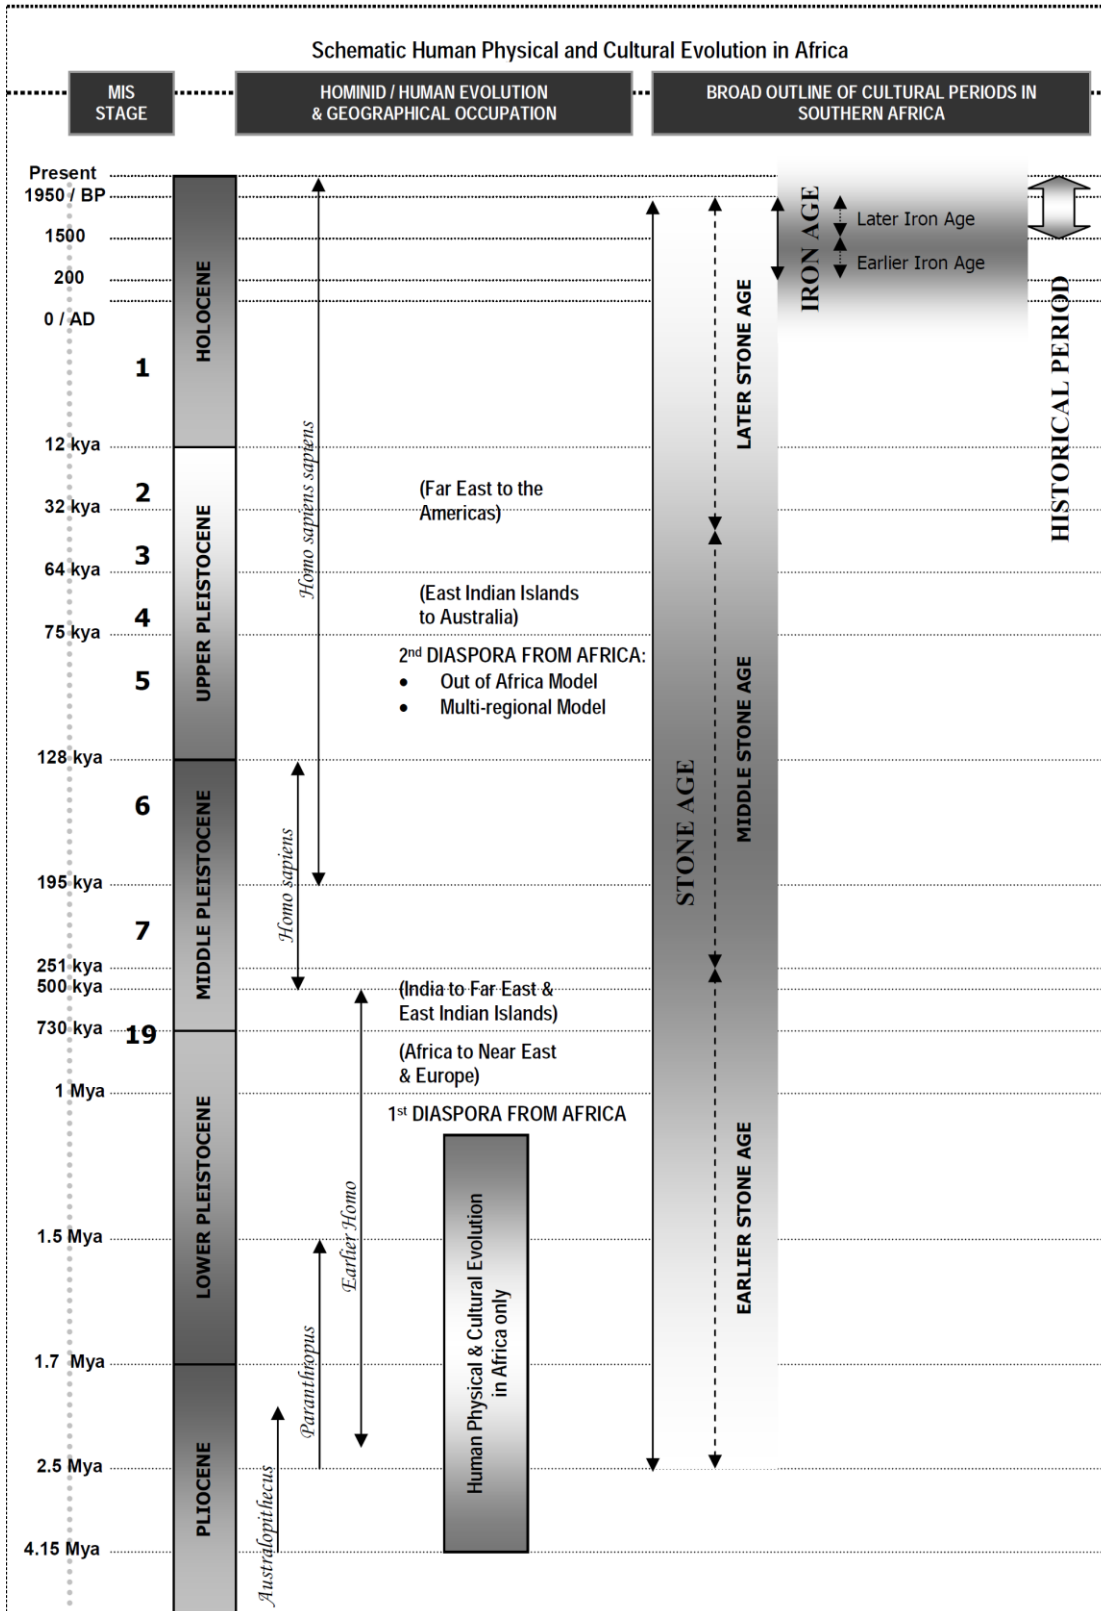 Schematic Human Physical and Cultural Evolution in Africa
MIS
STAGE
HOMINID / HUMAN EVOLUTION
& GEOGRAPHICAL OCCUPATION
BROAD OUTLINE OF CULTURAL PERIODS IN
SOUTHERN AFRICA
Present
1950 / BP
1500
200
0 / AD
12 kya
32 kya
64 kya
75 kya
128 kya
195 kya
251 kya
500 kya
730 kya
1 Mya
1.5 Mya
1.7 Mya
2.5 Mya
4.15 Mya
1
2
3
4
5
6
7
19
HOLOCENE
UPPER PLEISTOCENE
MIDDLE PLEISTOCENE
LOWER PLEISTOCENE
PLIOCENE
Homo sapiens sapiens
Homo sapiens
Earlier Homo
Paranthropus
Australopithecus
(Far East to the
Americas)
(East Indian Islands
to Australia)
2nd DIASPORA FROM AFRICA:
• Out of Africa Model
• Multi-regional Model
(India to Far East &
East Indian Islands)
(Africa to Near East
& Europe)
1st DIASPORA FROM AFRICA
Human Physical & Cultural Evolution
in Africa only
STONE AGE
LATER STONE AGE
MIDDLE STONE AGE
EARLIER STONE AGE
IRON AGE
Later Iron Age
Earlier Iron Age
HISTORICAL PERIOD